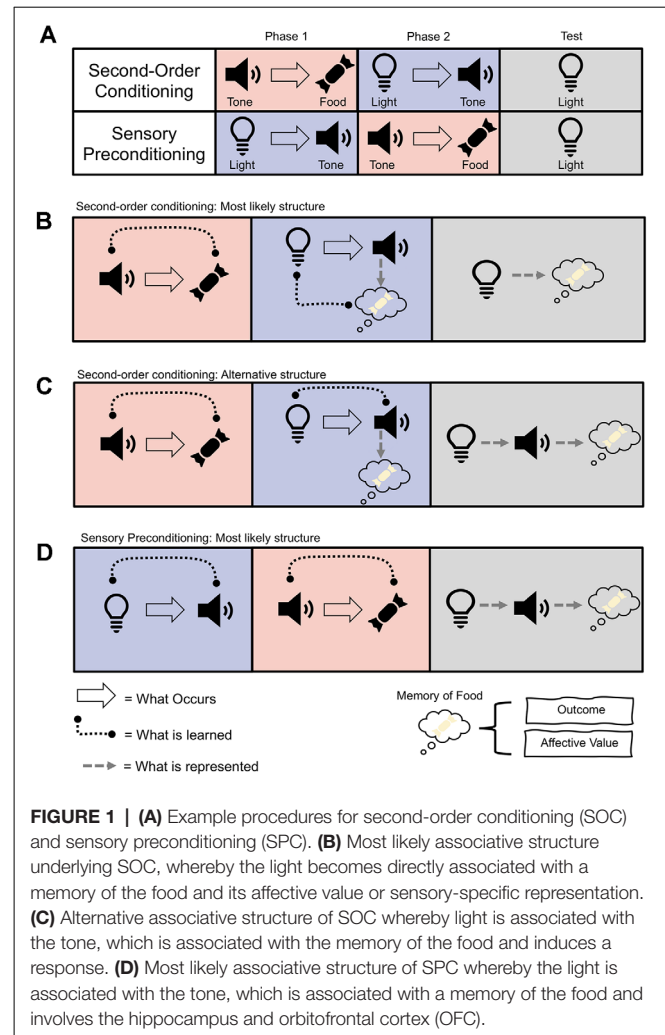 A
Phase 1 Phase 2 Test
Second-Order
Conditioning
Tone Food Light Tone Light
Sensory
Preconditioning
Light Tone Tone Food Light
Second-order conditioning: Most likely structure
B
Second-order conditioning: Alternative structure
C
Sensory Preconditioning: Most likely structure
D
= What Occurs
= What is learned
= What is represented
Memory of Food
Outcome
Affective Value
FIGURE 1 | (A) Example procedures for second-order conditioning (SOC)
and sensory preconditioning (SPC). (B) Most likely associative structure
underlying SOC, whereby the light becomes directly associated with a
memory of the food and its affective value or sensory-specific representation.
(C) Alternative associative structure of SOC whereby light is associated with
the tone, which is associated with the memory of the food and induces a
response. (D) Most likely associative structure of SPC whereby the light is
associated with the tone, which is associated with a memory of the food and
involves the hippocampus and orbitofrontal cortex (OFC).